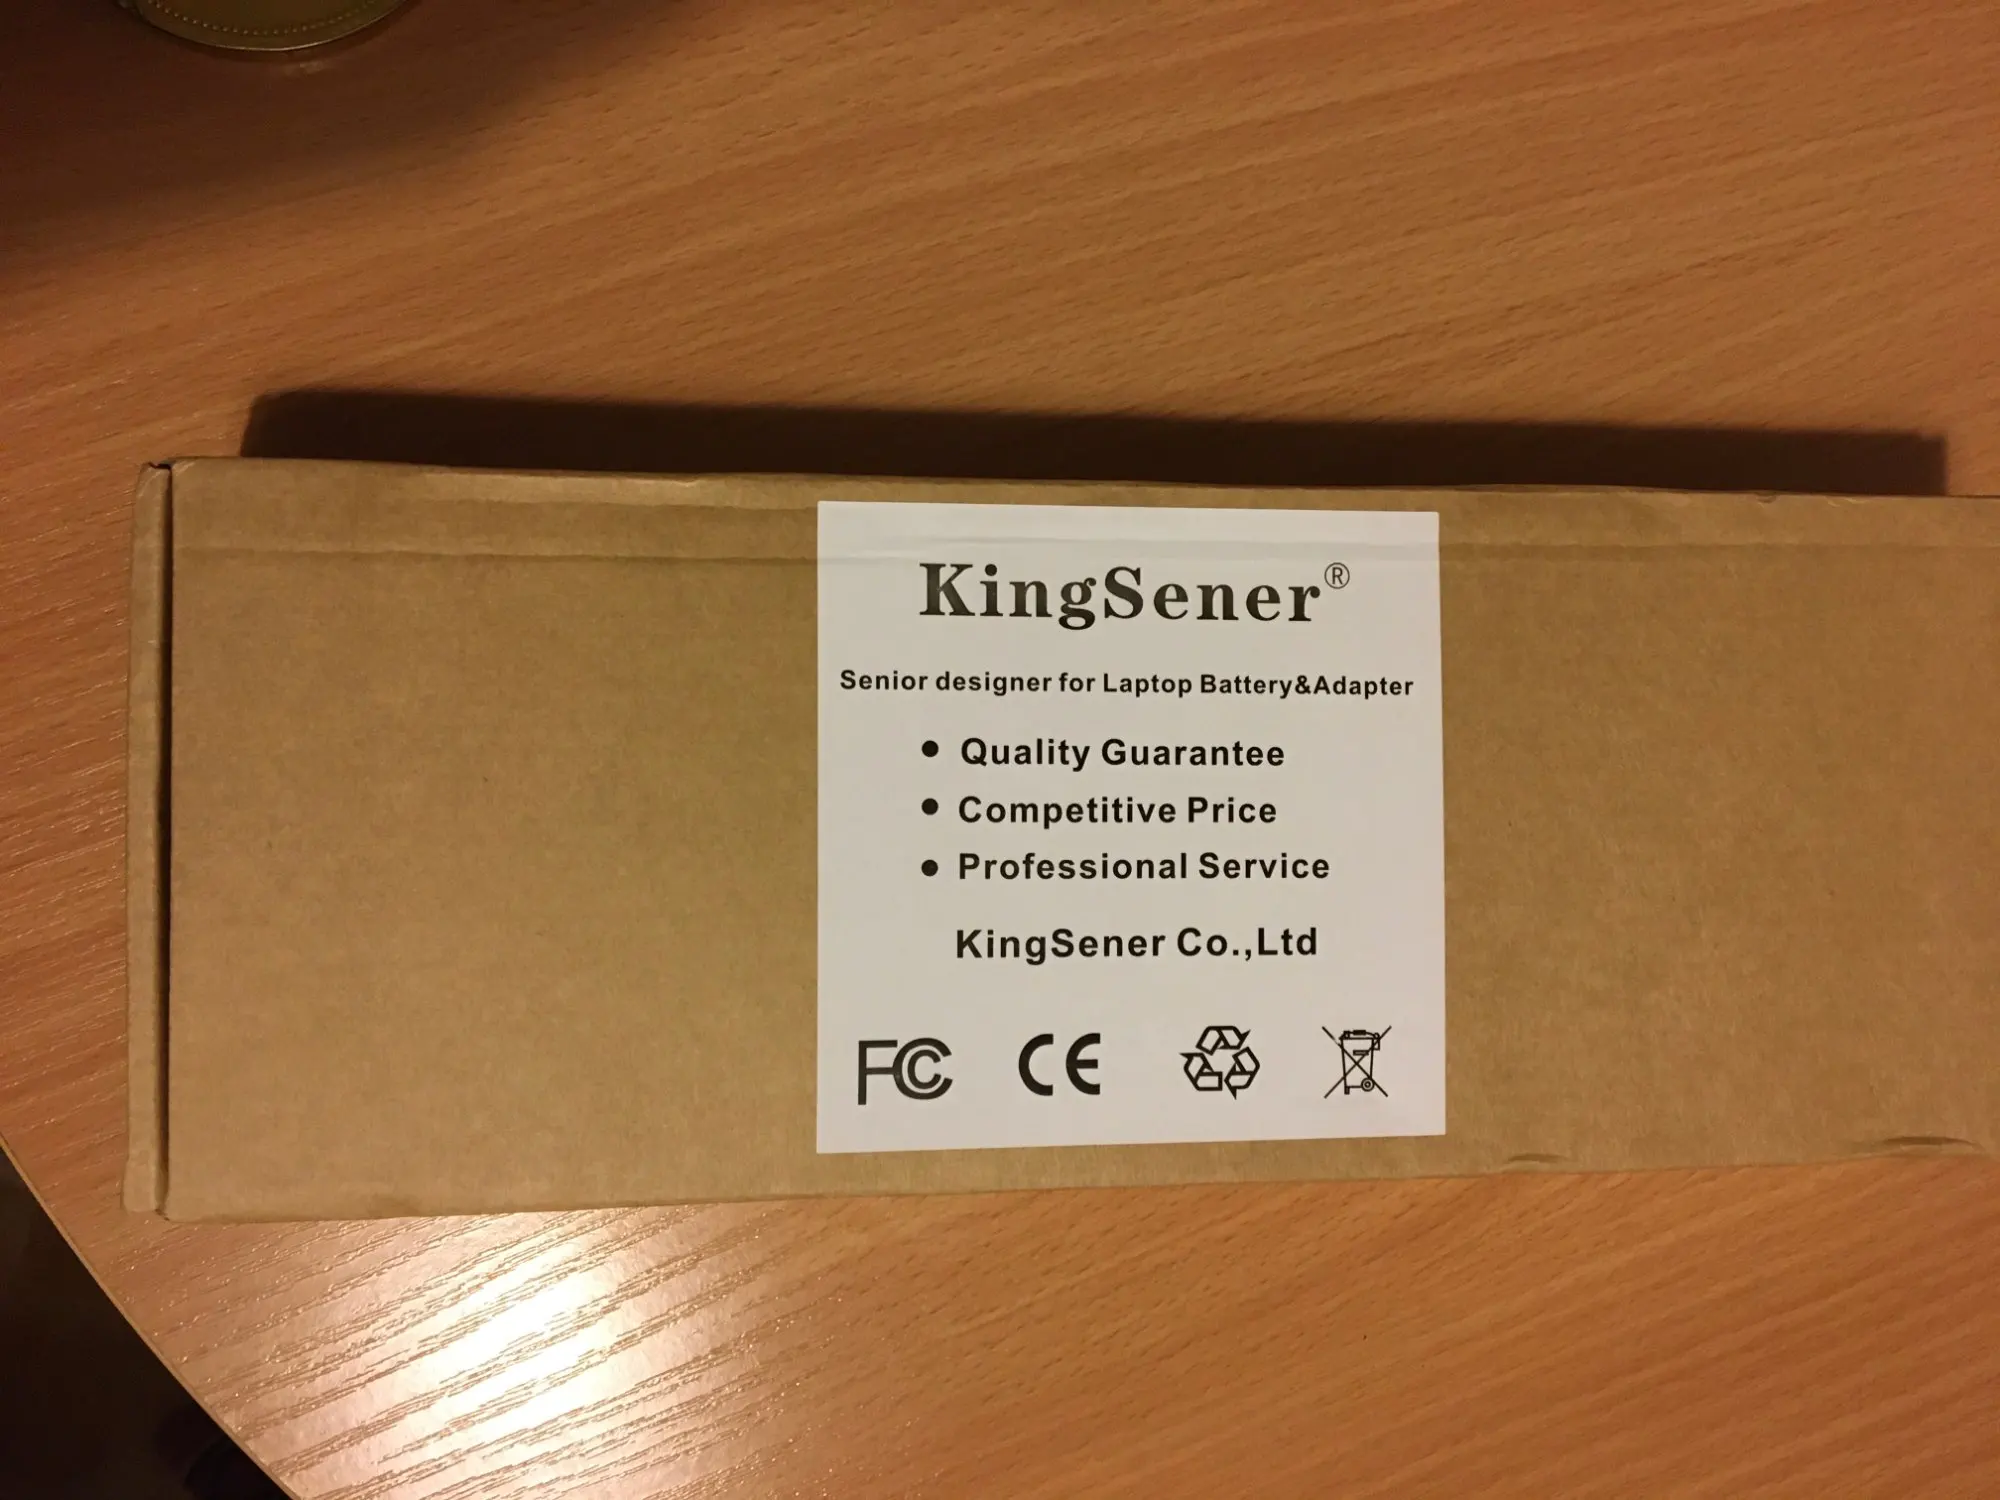 KingSener®
Senior designer for Laptop Battery&Adapter
● Quality Guarantee
● Competitive Price
● Professional Service
KingSener Co.,Ltd
FC CE